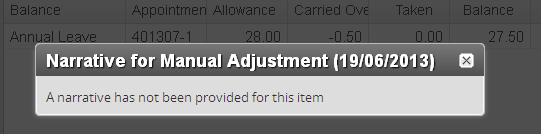 Balance Appointmen Allowance Carried Ove Taken Balance
Annual Leave 401307-1 28.00 -0.50 0.00 27.50
Narrative for Manual Adjustment (19/06/2013)
A narrative has not been provided for this item